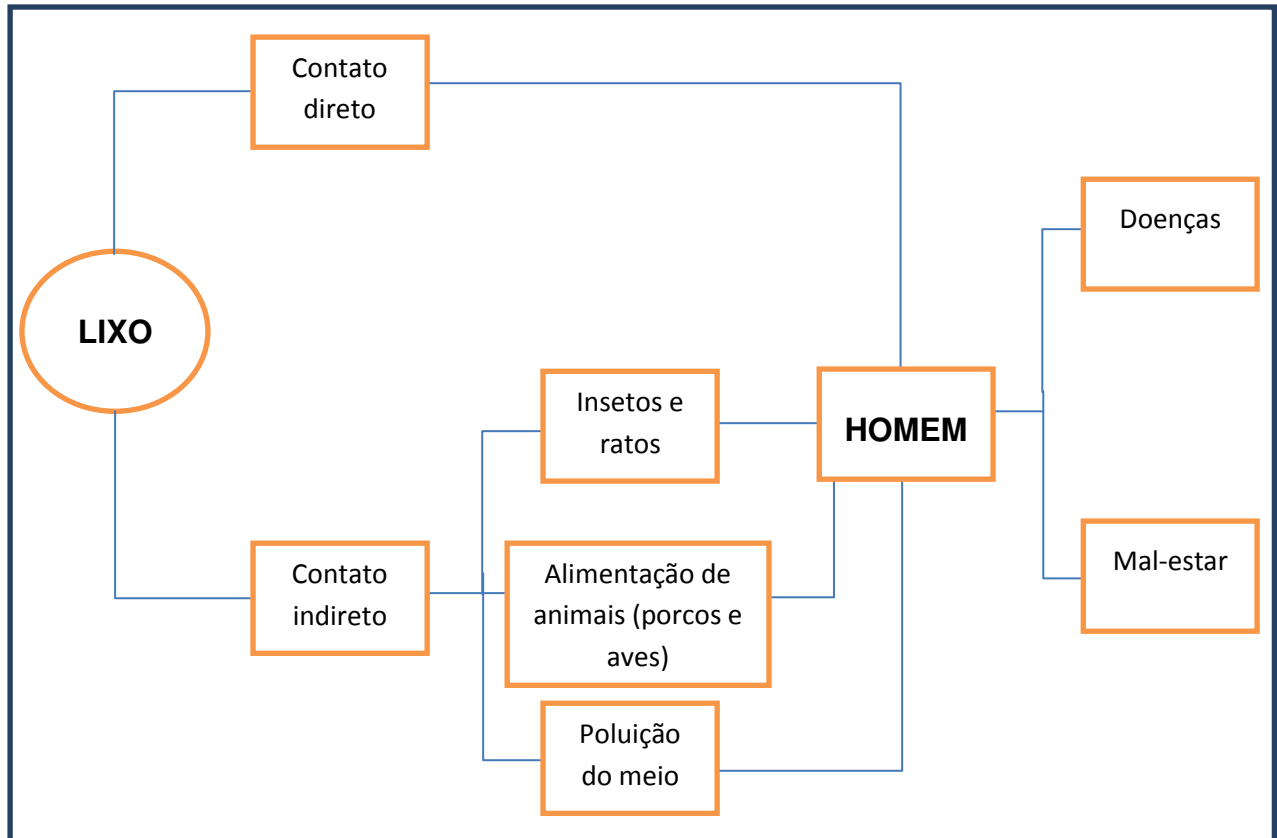 Contato
direto
Doenças
LIXO
Insetos e
ratos
HOMEM
Contato
indireto
Alimentação de
animais (porcos e
aves)
Mal-estar
Poluição
do meio